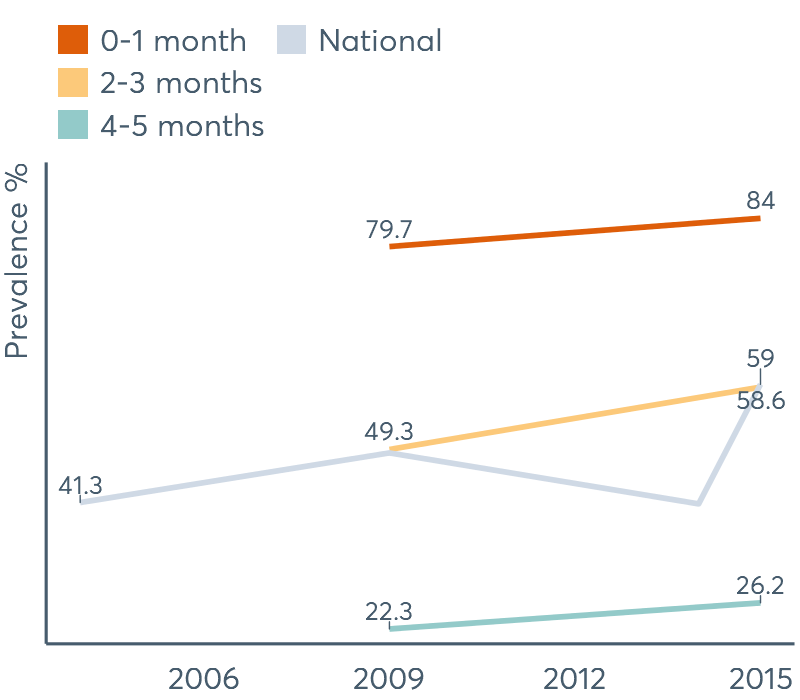 0-1 month
National
2-3 months
4-5 months
Prevalence %
84
79.7
59
58.6
49.3
41.3
26.2
22.3
2006
2009
2012
2015